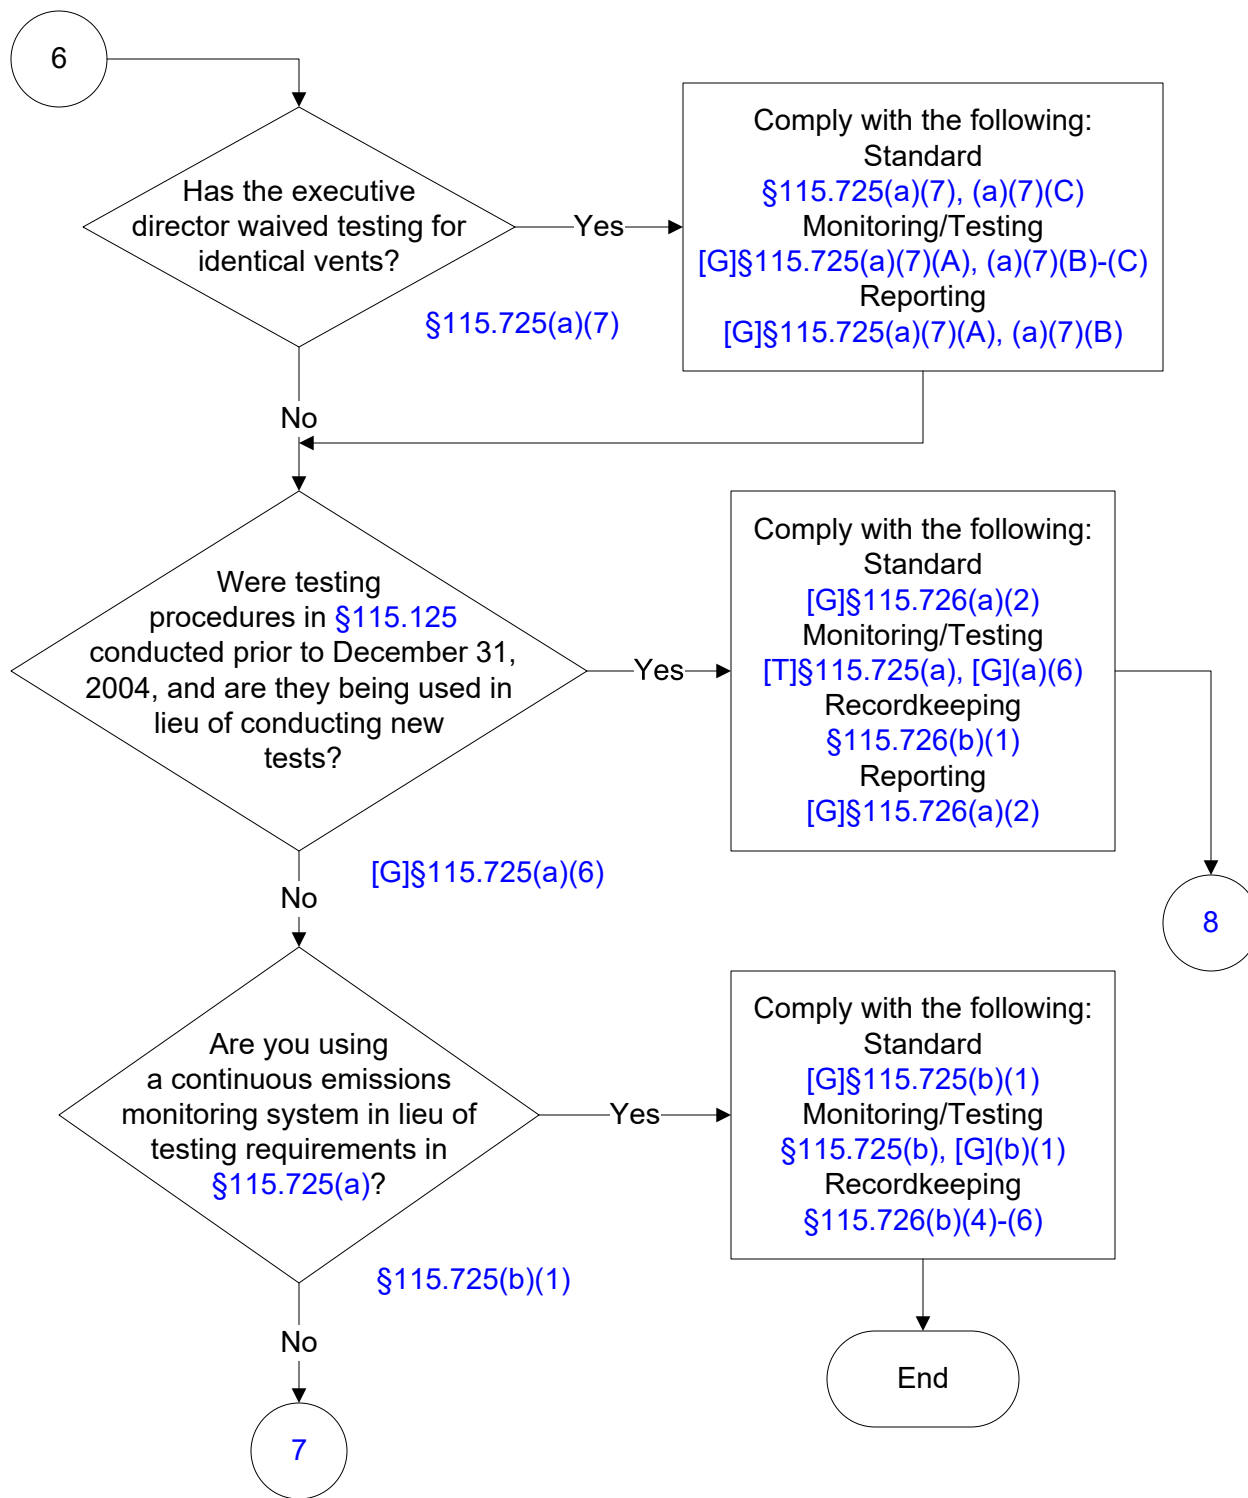 6
Has the executive
director waived testing for
identical vents?
Yes
§115.725(a)(7)
No
Comply with the following:
Standard
§115.725(a)(7), (a)(7)(C)
Monitoring/Testing
[G]§115.725(a)(7)(A), (a)(7)(B)-(C)
Reporting
[G]§115.725(a)(7)(A), (a)(7)(B)
Were testing
procedures in §115.125
conducted prior to December 31,
2004, and are they being used in
lieu of conducting new
tests?
Yes
[G]§115.725(a)(6)
No
Comply with the following:
Standard
[G]§115.726(a)(2)
Monitoring/Testing
[T]§115.725(a), [G](a)(6)
Recordkeeping
§115.726(b)(1)
Reporting
[G]§115.726(a)(2)
8
Are you using
a continuous emissions
monitoring system in lieu of
testing requirements in
§115.725(a)?
Yes
§115.725(b)(1)
No
Comply with the following:
Standard
[G]§115.725(b)(1)
Monitoring/Testing
§115.725(b), [G](b)(1)
Recordkeeping
§115.726(b)(4)-(6)
End
7